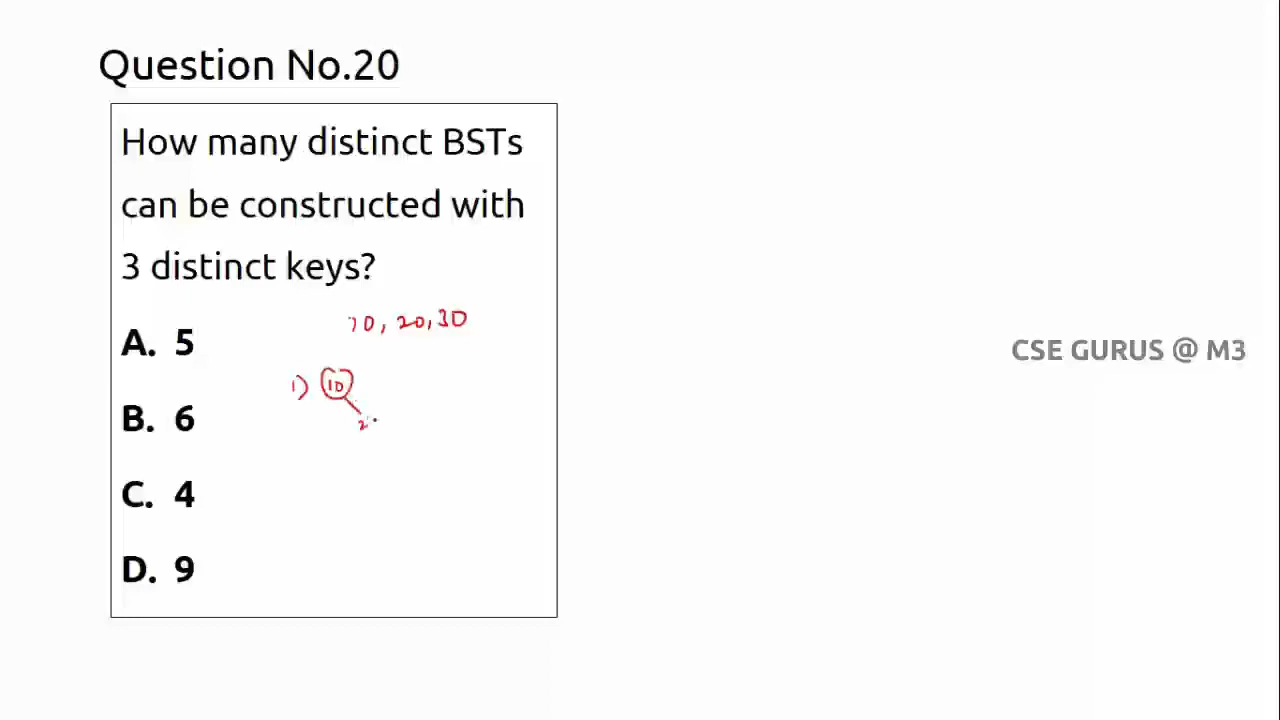 Question No.20
How many distinct BSTs
can be constructed with
3 distinct keys?
10, 20, 30
A. 5
CSE GURUS @ M3
1) 10
2
B. 6
C. 4
D. 9